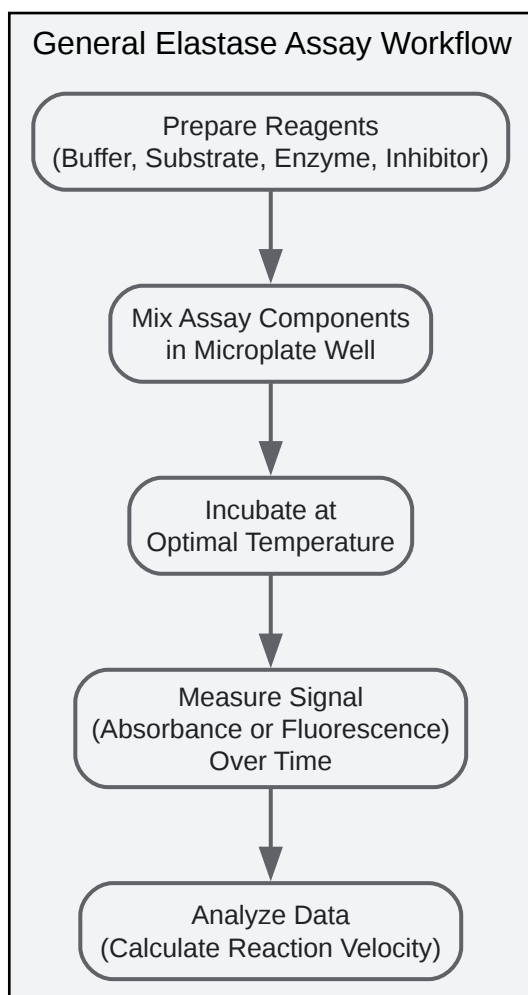 General Elastase Assay Workflow
Prepare Reagents
(Buffer, Substrate, Enzyme, Inhibitor)
Mix Assay Components
in Microplate Well
Incubate at
Optimal Temperature
Measure Signal
(Absorbance or Fluorescence)
Over Time
Analyze Data
(Calculate Reaction Velocity)